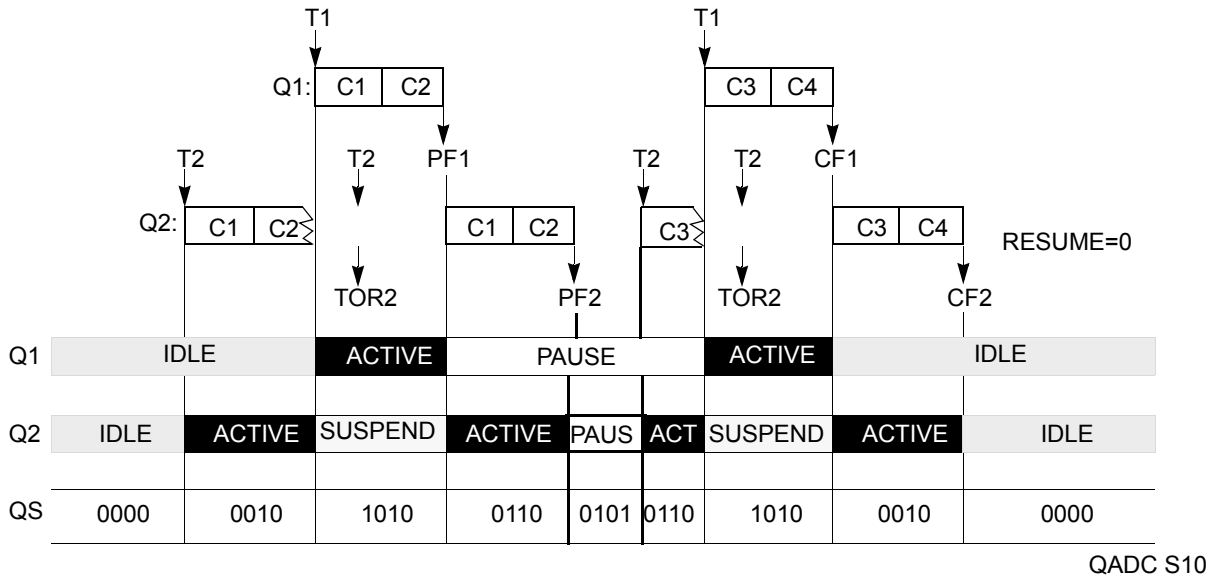 T1 T1
Q1: C1 C2 C3 C4
T2 T2 PF1 T2 T2 CF1
Q2: C1 C2 C1 C2 C3 C3 C4
RESUME=0
TOR2 PF2 TOR2 CF2
Q1 IDLE ACTIVE PAUSE ACTIVE IDLE
Q2 IDLE ACTIVE SUSPEND ACTIVE PAUS ACT SUSPEND ACTIVE IDLE
QS 0000 0010 1010 0110 0101 0110 1010 0010 0000
QADC S10